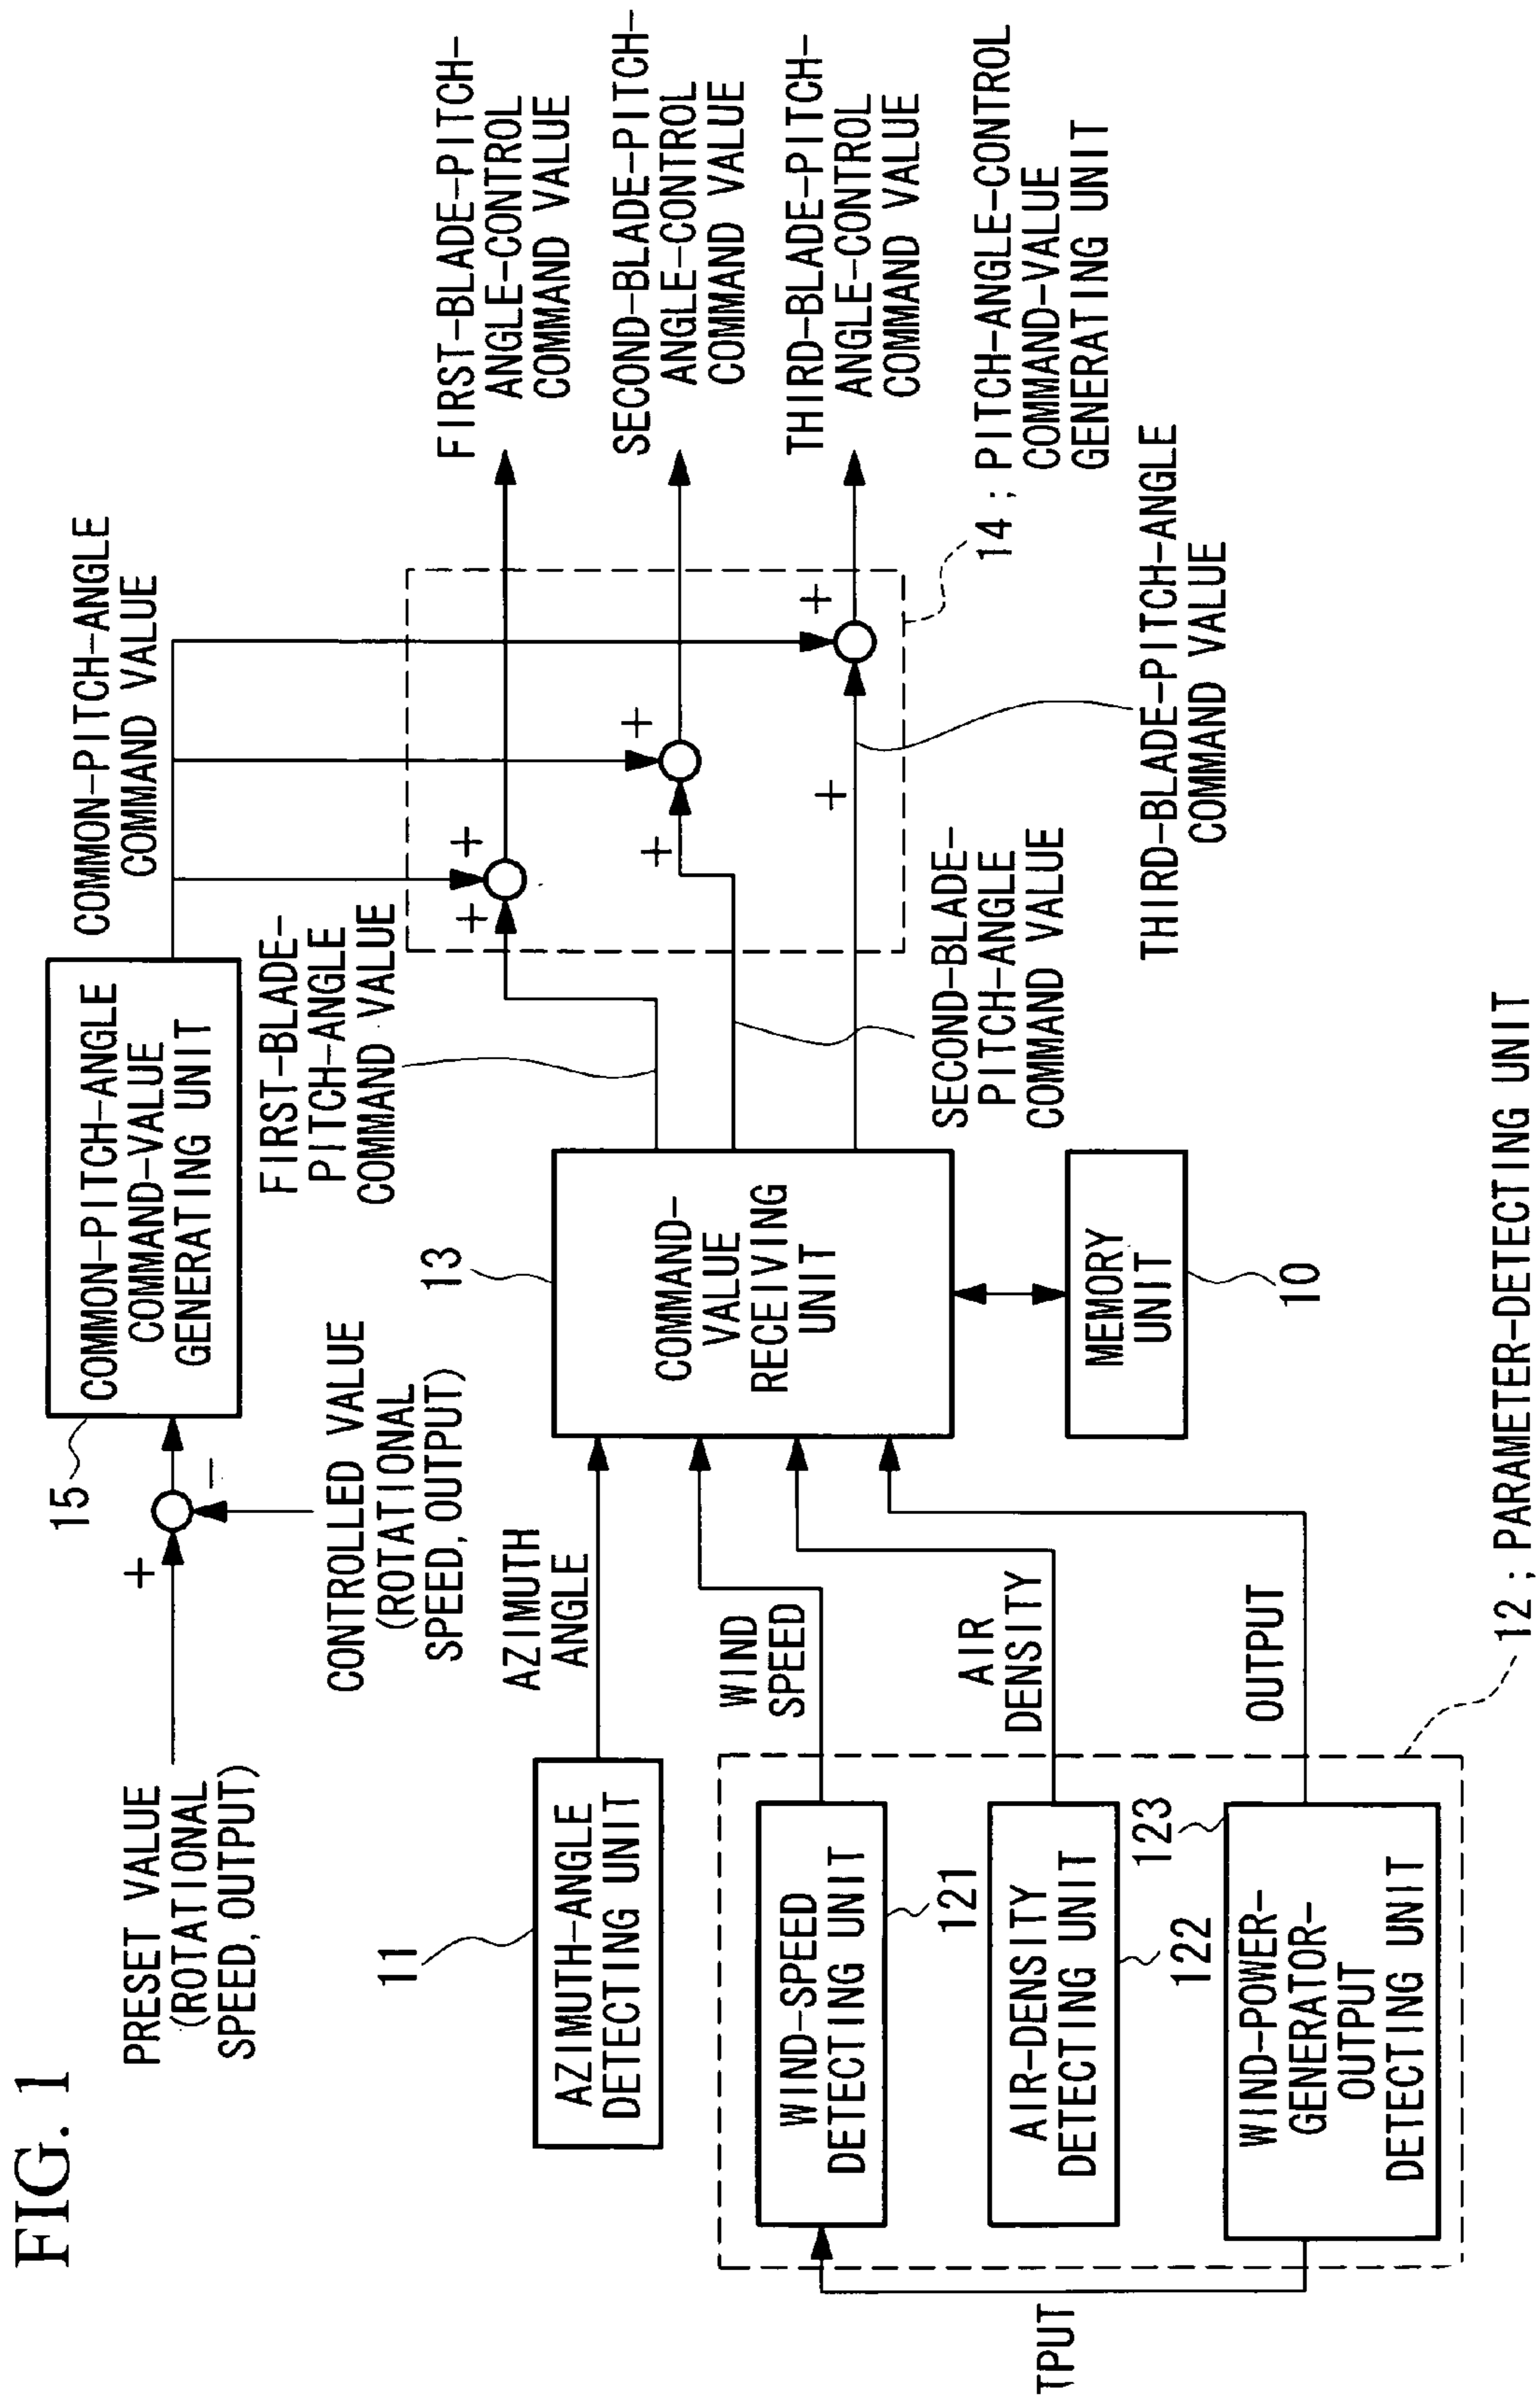 FIG. 1
PRESET VALUE
(ROTATIONAL
SPEED, OUTPUT)
+
−
CONTROLLED VALUE
(ROTATIONAL
SPEED, OUTPUT)
15
COMMON-PITCH-ANGLE
COMMAND-VALUE
GENERATING UNIT
COMMON-PITCH-ANGLE
COMMAND VALUE
11
AZIMUTH-ANGLE
DETECTING UNIT
AZIMUTH
ANGLE
WIND-SPEED
DETECTING UNIT
121
WIND
SPEED
AIR-DENSITY
DETECTING UNIT
122
AIR
DENSITY
123
WIND-POWER-
GENERATOR-
OUTPUT
DETECTING UNIT
OUTPUT
TPUT
12 ; PARAMETER-DETECTING UNIT
13
COMMAND-
VALUE
RECEIVING
UNIT
MEMORY
UNIT
10
FIRST-BLADE-
PITCH-ANGLE
COMMAND VALUE
SECOND-BLADE-
PITCH-ANGLE
COMMAND VALUE
THIRD-BLADE-PITCH-ANGLE
COMMAND VALUE
+
+
+
+
+
+
14 ; PITCH-ANGLE-CONTROL
COMMAND-VALUE
GENERATING UNIT
FIRST-BLADE-PITCH-
ANGLE-CONTROL
COMMAND VALUE
SECOND-BLADE-PITCH-
ANGLE-CONTROL
COMMAND VALUE
THIRD-BLADE-PITCH-
ANGLE-CONTROL
COMMAND VALUE